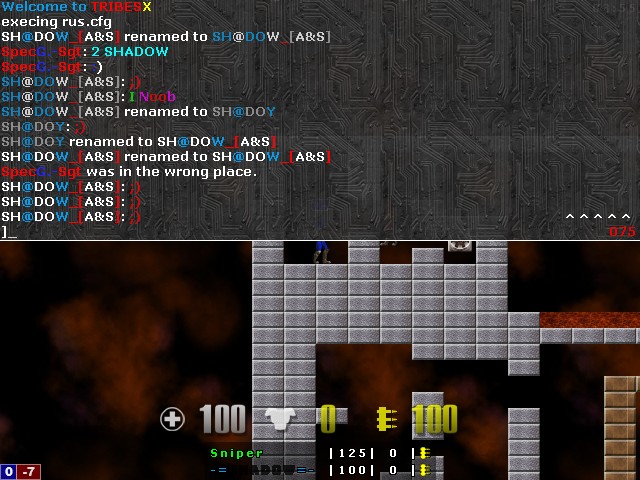 Welcome to TRIBESX
execing rus.cfg
SH@DOW_[A&S] renamed to SH@DOW_[A&S]
SpecG.-Sgt: 2 SHADOW
SpecG.-Sgt: :)
SH@DOW_[A&S]: ;)
SH@DOW_[A&S]: I Noob
SH@DOW_[A&S] renamed to SH@DOY
SH@DOY: ;)
SH@DOY renamed to SH@DOW_[A&S]
SH@DOW_[A&S] renamed to SH@DOW_[A&S]
SpecG.-Sgt was in the wrong place.
SH@DOW_[A&S]: ;)
SH@DOW_[A&S]: ;)
SH@DOW_[A&S]: ;)
^ ^ ^ ^ ^
]_
075
100 0 100
Sniper |125| 0 |
-= SHADOW=- |100| 0 |
0 -7